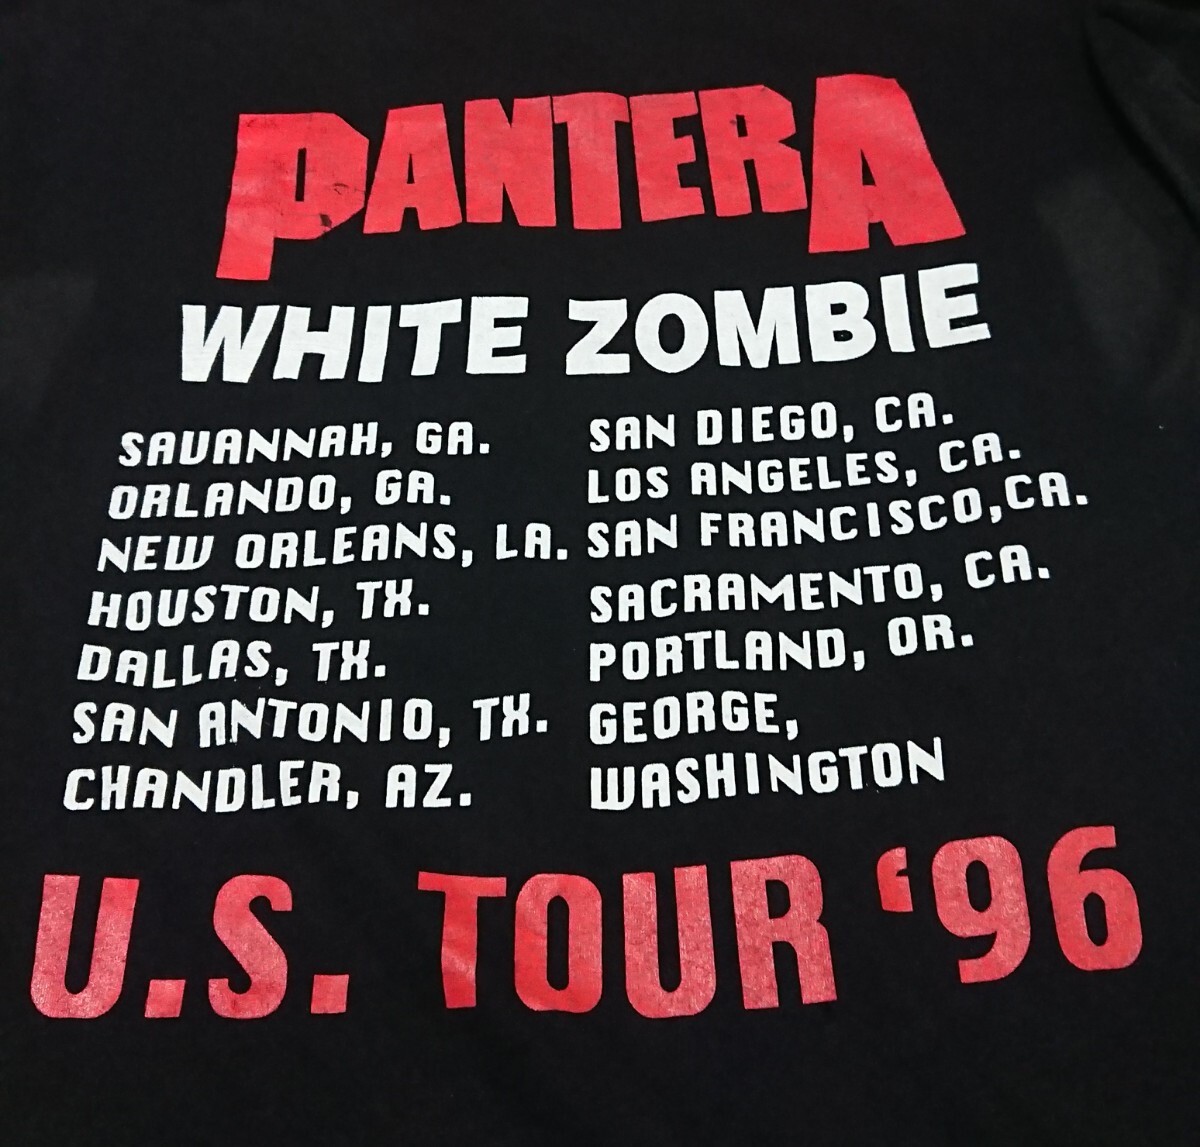 PANTERA
WHITE ZOMBIE
SAVANNAH, GA.
ORLANDO, GA.
NEW ORLEANS, LA.
HOUSTON, TX.
DALLAS, TX.
SAN ANTONIO, TX.
CHANDLER, AZ.
SAN DIEGO, CA.
LOS ANGELES, CA.
SAN FRANCISCO,CA.
SACRAMENTO, CA.
PORTLAND, OR.
GEORGE,
WASHINGTON
U.S. TOUR ‘96